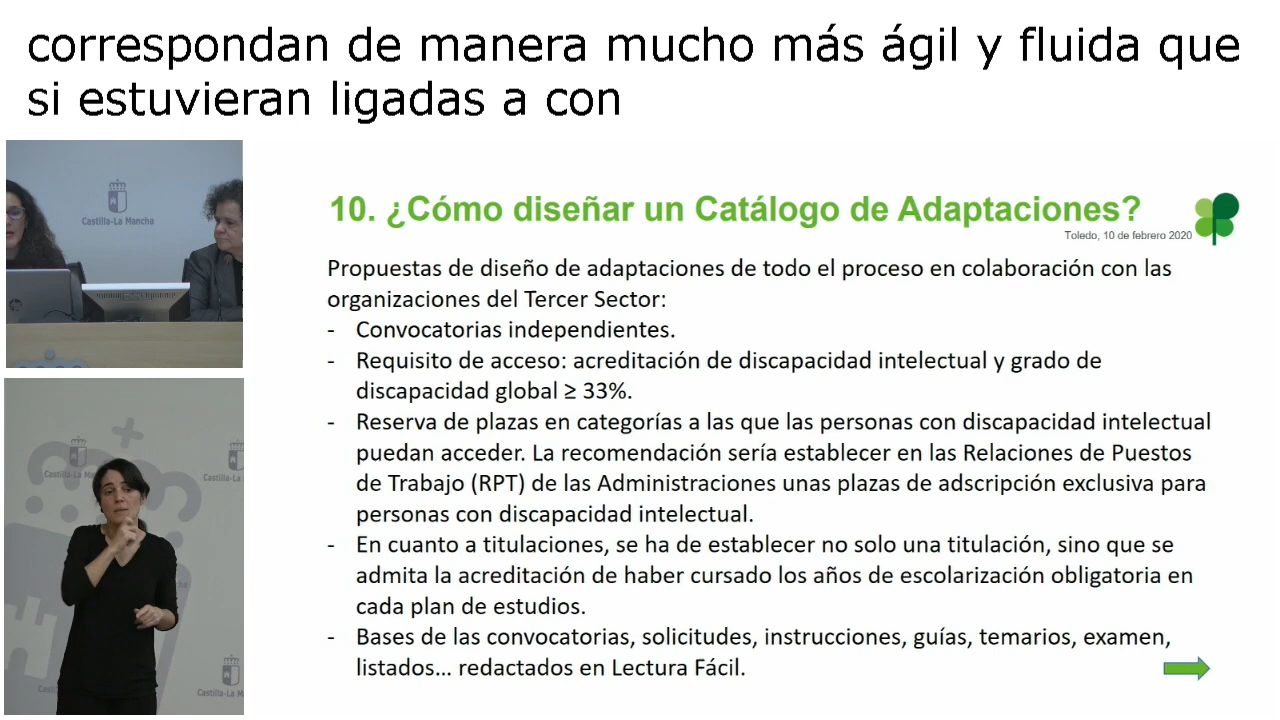 correspondan de manera mucho más ágil y fluida que
si estuvieran ligadas a con
Castilla-La Mancha
10. ¿Cómo diseñar un Catálogo de Adaptaciones?
Toledo, 10 de febrero 2020
Propuestas de diseño de adaptaciones de todo el proceso en colaboración con las
organizaciones del Tercer Sector:
- Convocatorias independientes.
- Requisito de acceso: acreditación de discapacidad intelectual y grado de
discapacidad global ≥ 33%.
- Reserva de plazas en categorías a las que las personas con discapacidad intelectual
puedan acceder. La recomendación sería establecer en las Relaciones de Puestos
de Trabajo (RPT) de las Administraciones unas plazas de adscripción exclusiva para
personas con discapacidad intelectual.
- En cuanto a titulaciones, se ha de establecer no solo una titulación, sino que se
admita la acreditación de haber cursado los años de escolarización obligatoria en
cada plan de estudios.
- Bases de las convocatorias, solicitudes, instrucciones, guías, temarios, examen,
listados... redactados en Lectura Fácil.
Castilla-La Ma
Castilla-La
Castilla-La M